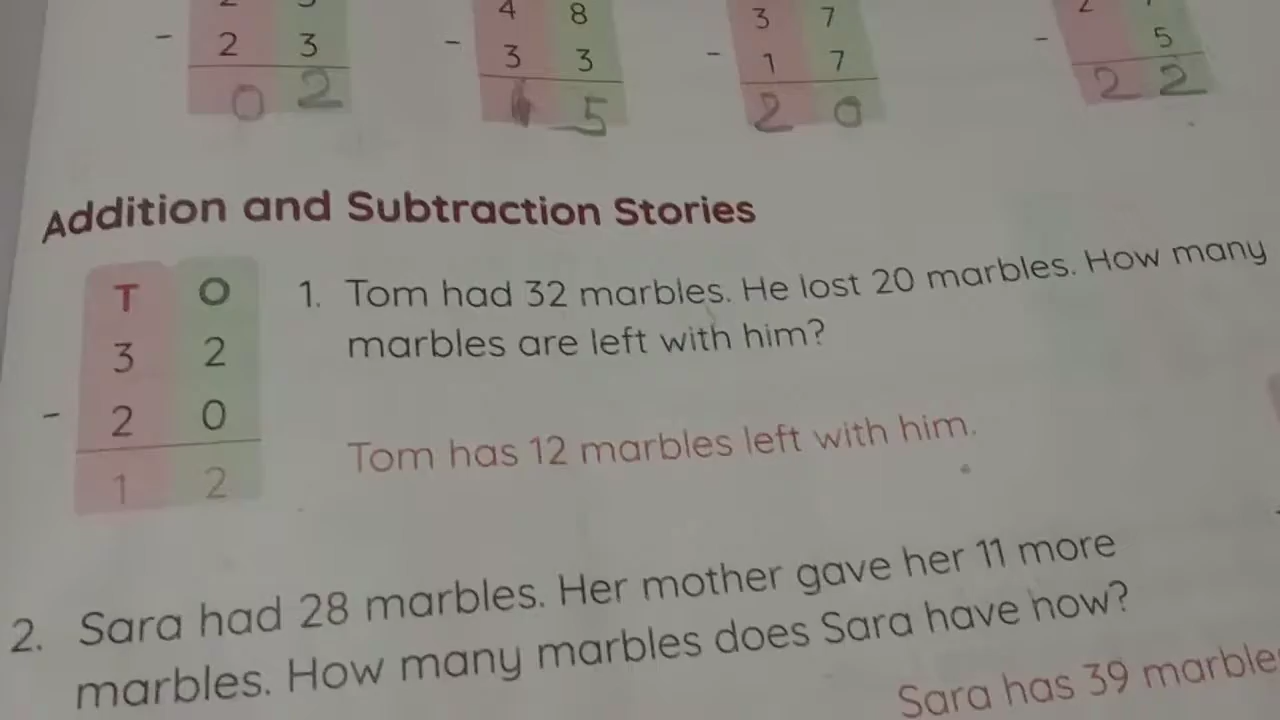 4 8 3 7
- 2 3 - 3 3 - 1 7 - 5
0 2 1 5 2 0 2 2
Addition and Subtraction Stories
T O
3 2
- 2 0
1 2
1. Tom had 32 marbles. He lost 20 marbles. How many
marbles are left with him?
Tom has 12 marbles left with him.
2. Sara had 28 marbles. Her mother gave her 11 more
marbles. How many marbles does Sara have now?
Sara has 39 marble